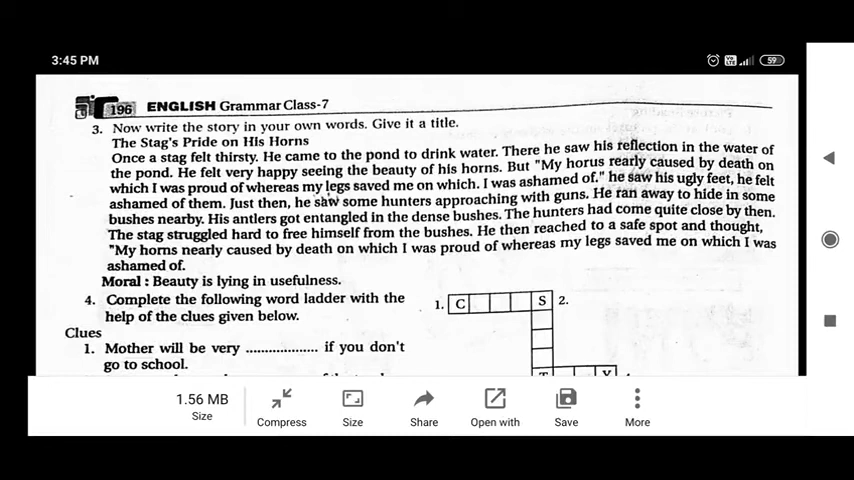 3:45 PM
59
196 ENGLISH Grammar Class-7
3. Now write the story in your own words. Give it a title.
The Stag's Pride on His Horns
Once a stag felt thirsty. He came to the pond to drink water. There he saw his reflection in the water of
the pond. He felt very happy seeing the beauty of his horns. But "My horus rearly caused by death on
which I was proud of whereas my legs saved me on which. I was ashamed of." he saw his ugly feet, he felt
ashamed of them. Just then, he saw some hunters approaching with guns. He ran away to hide in some
bushes nearby. His antlers got entangled in the dense bushes. The hunters had come quite close by then.
The stag struggled hard to free himself from the bushes. He then reached to a safe spot and thought,
"My horns nearly caused by death on which I was proud of whereas my legs saved me on which I was
ashamed of.
Moral : Beauty is lying in usefulness.
4. Complete the following word ladder with the
help of the clues given below.
1. C S 2.
Clues
1. Mother will be very ................... if you don't
go to school.
T Y
1.56 MB
Size
Compress
Size
Share
Open with
Save
More